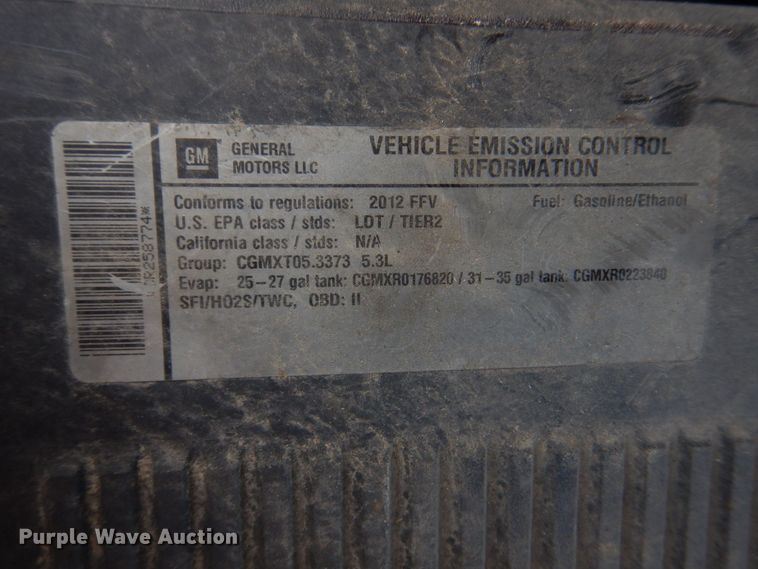 GM
GENERAL
MOTORS LLC
VEHICLE EMISSION CONTROL
INFORMATION
Conforms to regulations: 2012 FFV Fuel: Gasoline/Ethanol
U.S. EPA class / stds: LDT / TIER2
California class / stds: N/A
Group: CGMXT05.3373 5.3L
Evap: 25-27 gal tank: CGMXR0176820 / 31-35 gal tank: CGMXR0223840
SFI/HO2S/TWC, OBD: II
Purple Wave Auction